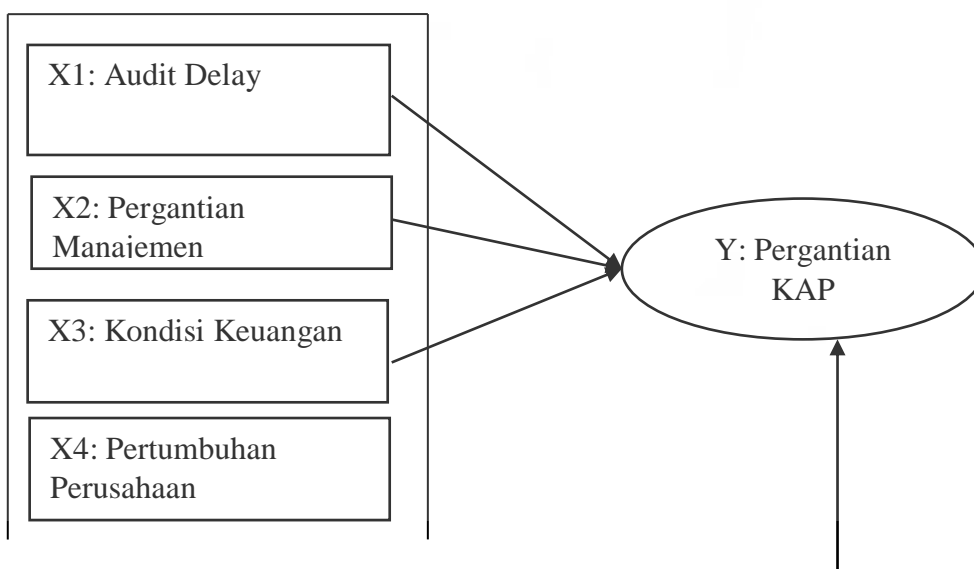 X1: Audit Delay
X2: Pergantian
Manajemen
X3: Kondisi Keuangan
X4: Pertumbuhan
Perusahaan
Y: Pergantian
KAP